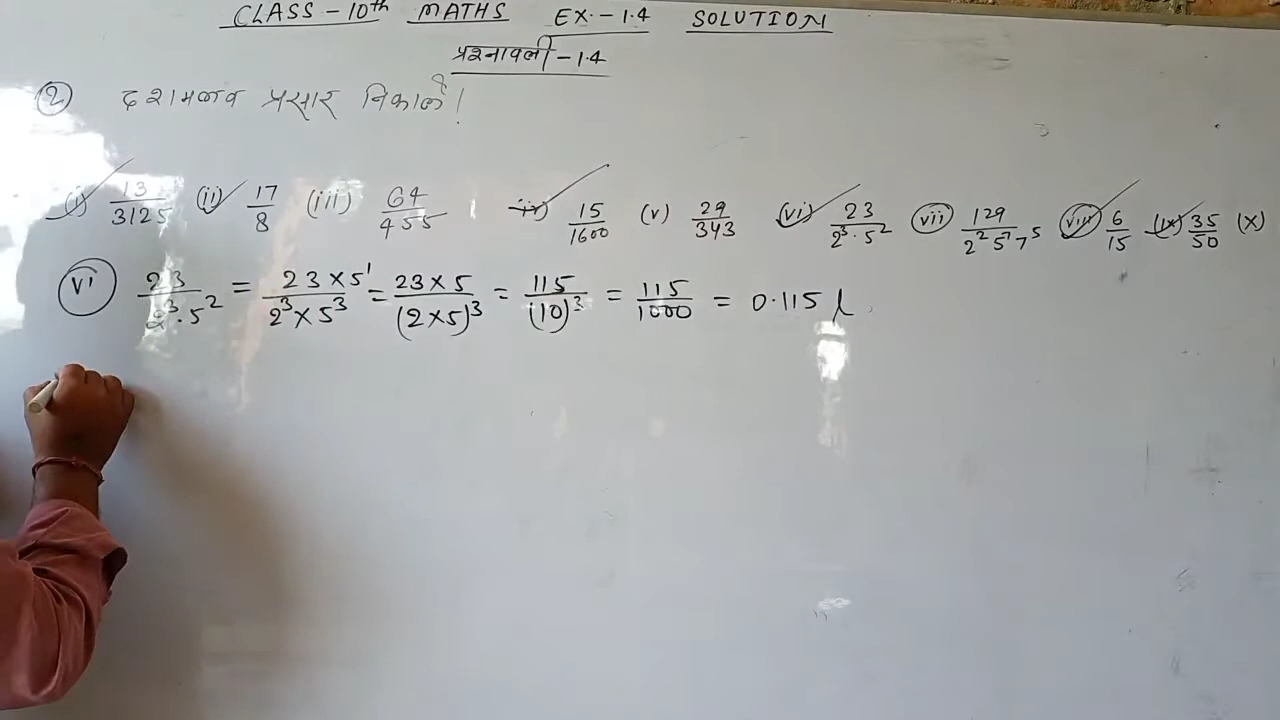 CLASS - 10th MATHS EX.- 1.4 SOLUTION
प्रश्नावली - 1.4
② दशमलव प्रसार निकालें!
(i) 13/3125 (ii) 17/8 (iii) 64/455 (iv) 15/1600 (v) 29/343 (vi) 23/2³·5² (vii) 129/2²5⁷7⁵ (viii) 6/15 (ix) 35/50 (x)
(vi) 23/2³·5² = 23×5¹/2³×5³ = 23×5/(2×5)³ = 115/(10)³ = 115/1000 = 0.115